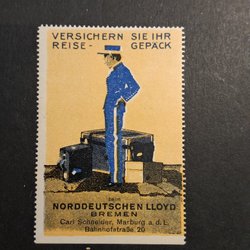 VERSICHERN SIE IHR
REISE - GEPÄCK
beim
NORDDEUTSCHEN LLOYD
BREMEN
Carl Schneider, Marburg a. d. L.
Bahnhofstraße 20